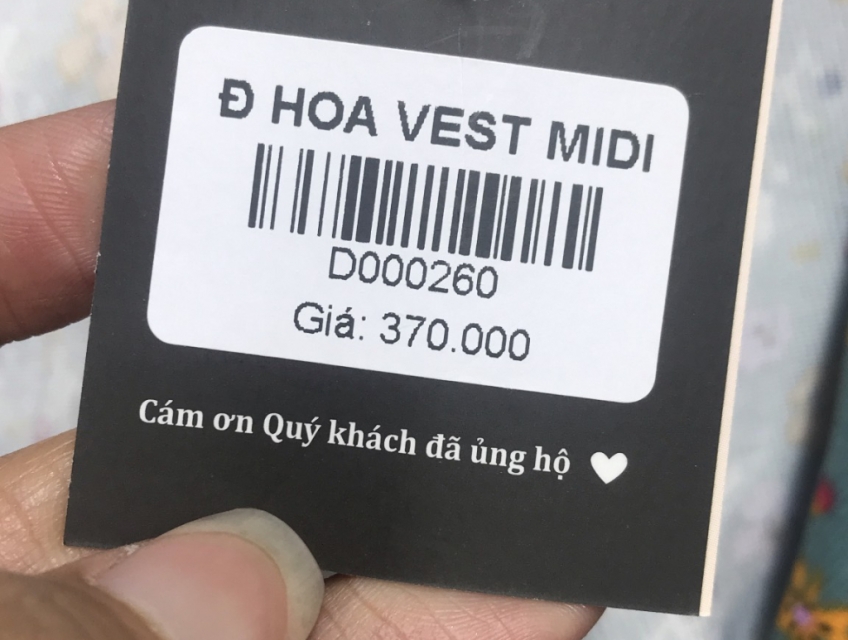 Đ HOA VEST MIDI
D000260
Giá: 370.000
Cám ơn Quý khách đã ủng hộ